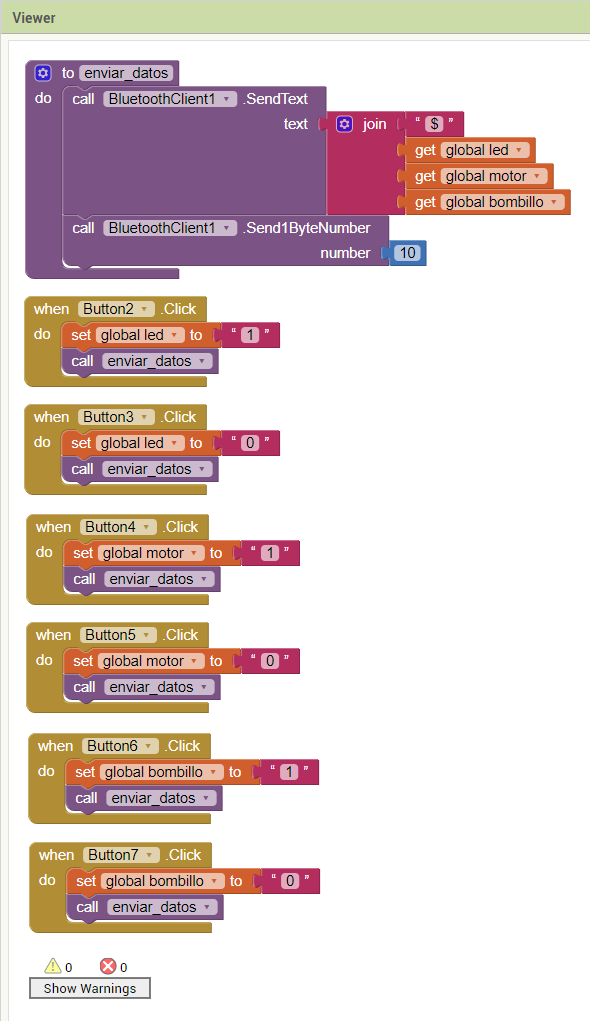 Viewer
to enviar_datos
do call BluetoothClient1 .SendText
text join “ $ ”
get global led
get global motor
get global bombillo
call BluetoothClient1 .Send1ByteNumber
number 10
when Button2 .Click
do set global led to “ 1 ”
call enviar_datos
when Button3 .Click
do set global led to “ 0 ”
call enviar_datos
when Button4 .Click
do set global motor to “ 1 ”
call enviar_datos
when Button5 .Click
do set global motor to “ 0 ”
call enviar_datos
when Button6 .Click
do set global bombillo to “ 1 ”
call enviar_datos
when Button7 .Click
do set global bombillo to “ 0 ”
call enviar_datos
0 0
Show Warnings